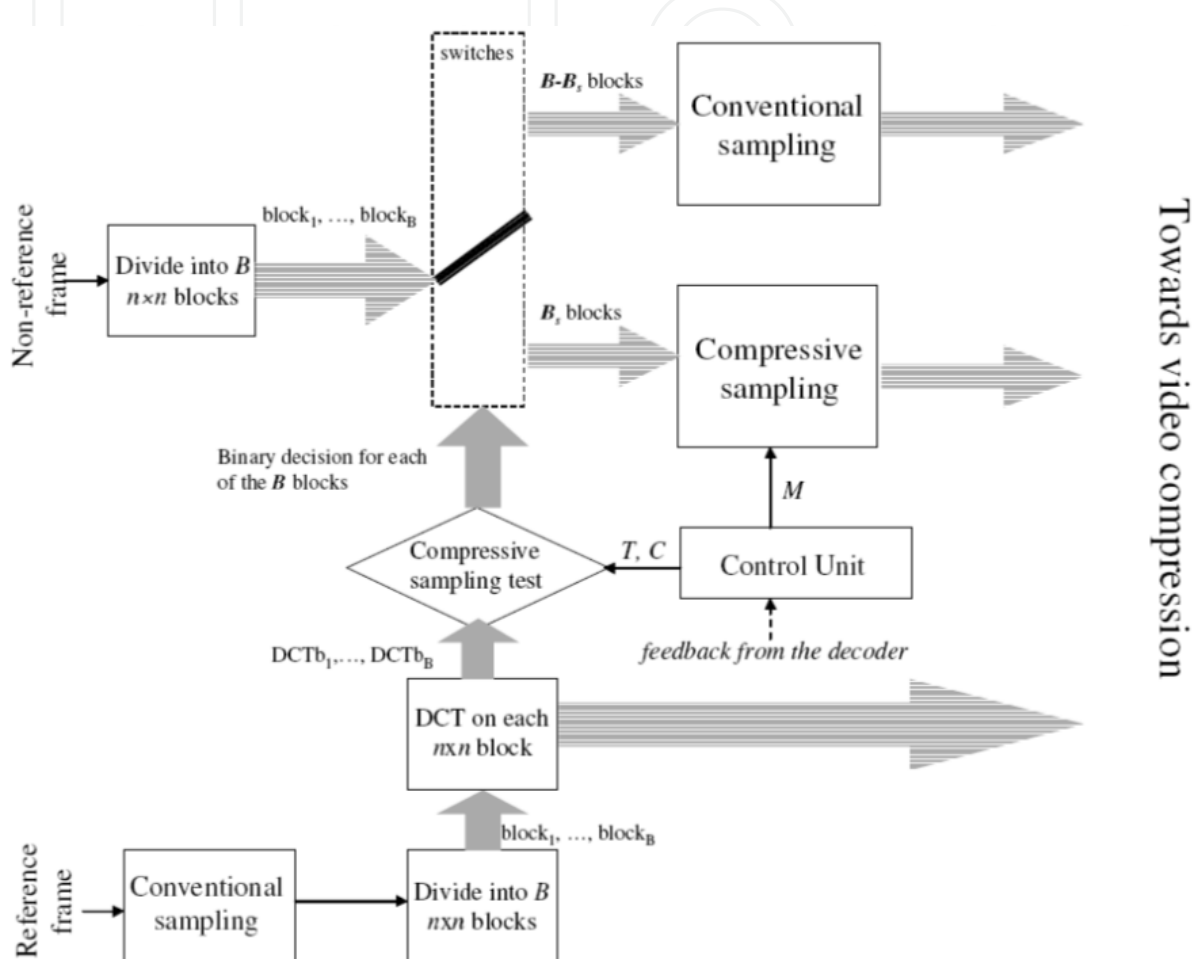 switches
B-Bs blocks
Conventional
sampling
Non-reference
frame
block1, …, blockB
Divide into B
n×n blocks
Bs blocks
Compressive
sampling
Towards video compression
Binary decision for each
of the B blocks
M
Compressive
sampling test
T, C
Control Unit
feedback from the decoder
DCTb1,…, DCTbB
DCT on each
nxn block
block1, …, blockB
Reference
frame
Conventional
sampling
Divide into B
nxn blocks